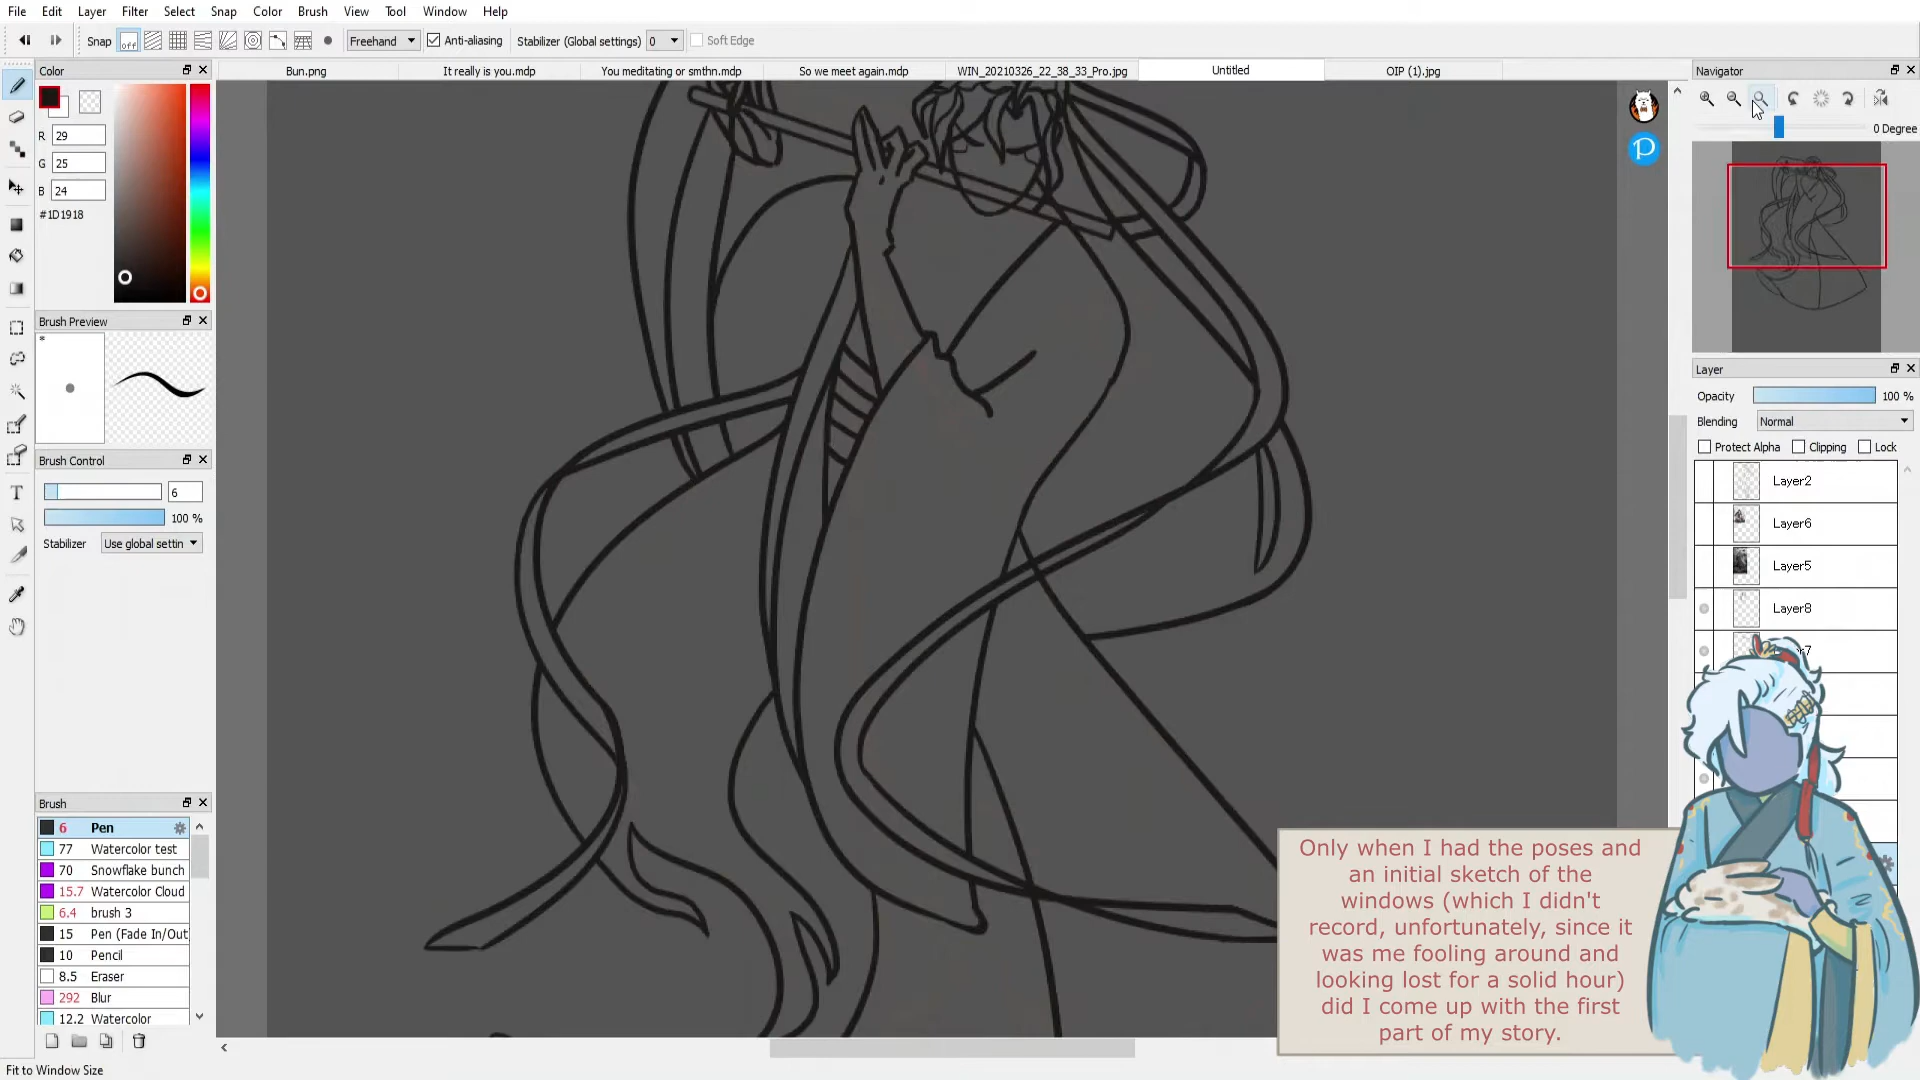 File Edit Layer Filter Select Snap Color Brush View Tool Window Help
Snap off Freehand Anti-aliasing Stabilizer (Global settings) 0 Soft Edge
Color
Bun.png It really is you.mdp You meditating or smthn.mdp So we meet again.mdp WIN_20210326_22_38_33_Pro.jpg Untitled OIP (1).jpg
Navigator
0 Degree
R 29
G 25
B 24
#1D1918
Brush Preview
*
Brush Control
6
100 %
Stabilizer Use global settin
Brush
6 Pen
77 Watercolor test
70 Snowflake bunch
15.7 Watercolor Cloud
6.4 brush 3
15 Pen (Fade In/Out
10 Pencil
8.5 Eraser
292 Blur
12.2 Watercolor
Layer
Opacity 100 %
Blending Normal
Protect Alpha Clipping Lock
Layer2
Layer6
Layer5
Layer8
Only when I had the poses and
an initial sketch of the
windows (which I didn't
record, unfortunately, since it
was me fooling around and
looking lost for a solid hour)
did I come up with the first
part of my story.
Fit to Window Size